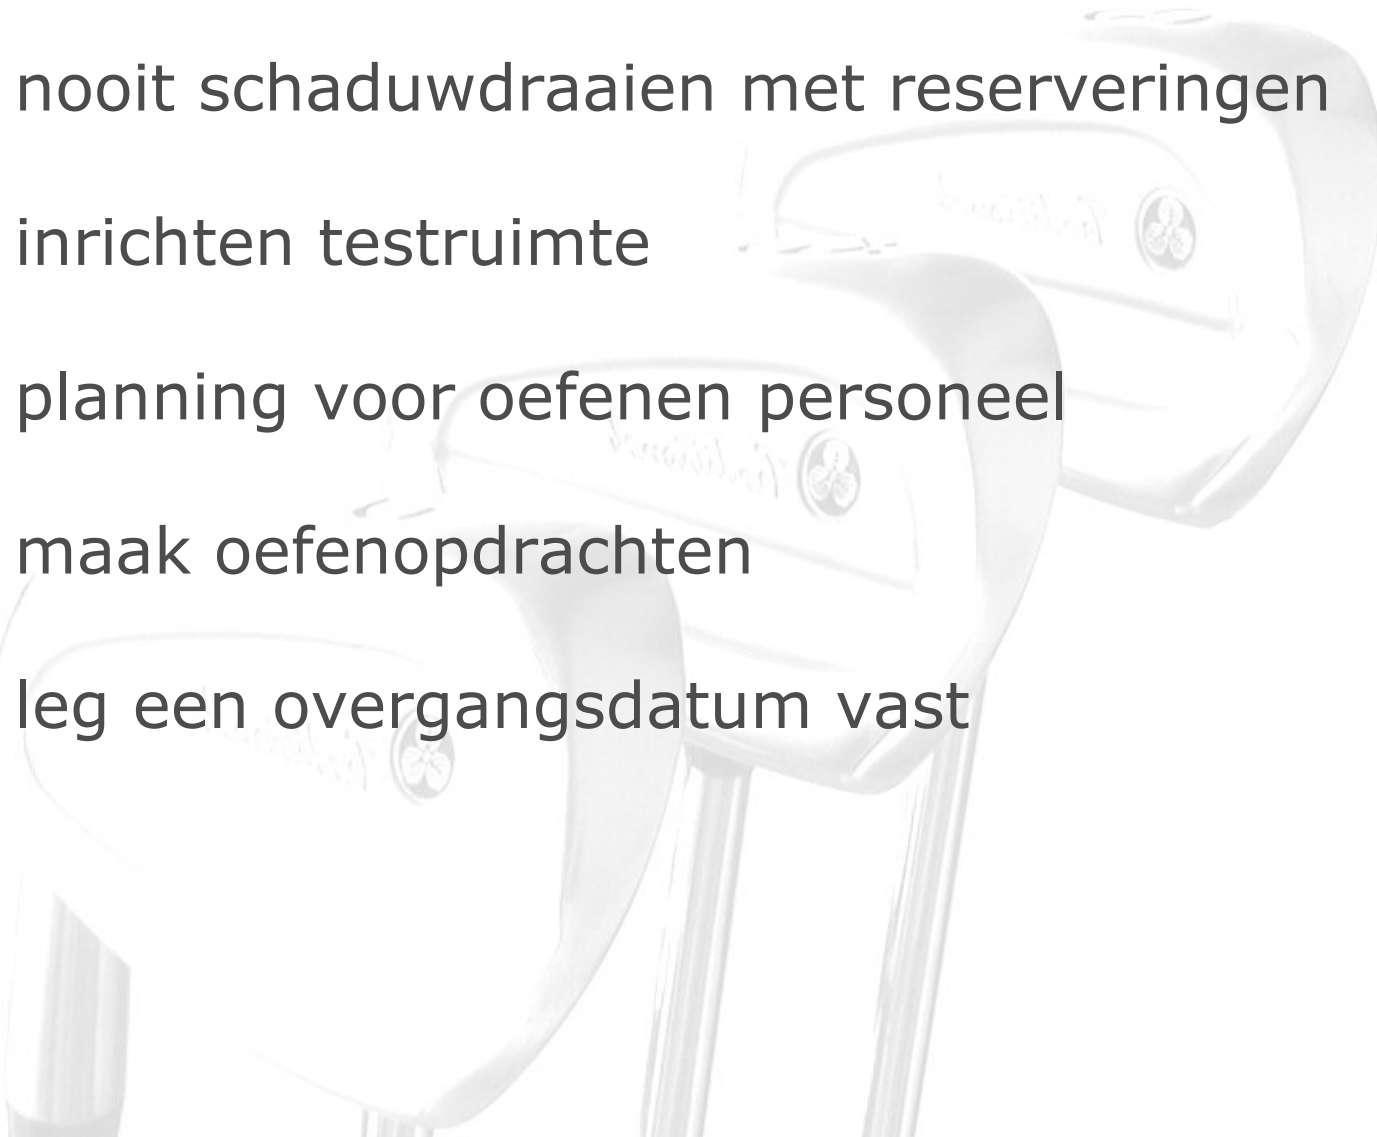 nooit schaduwdraaien met reserveringen
inrichten testruimte
planning voor oefenen personeel
maak oefenopdrachten
leg een overgangsdatum vast